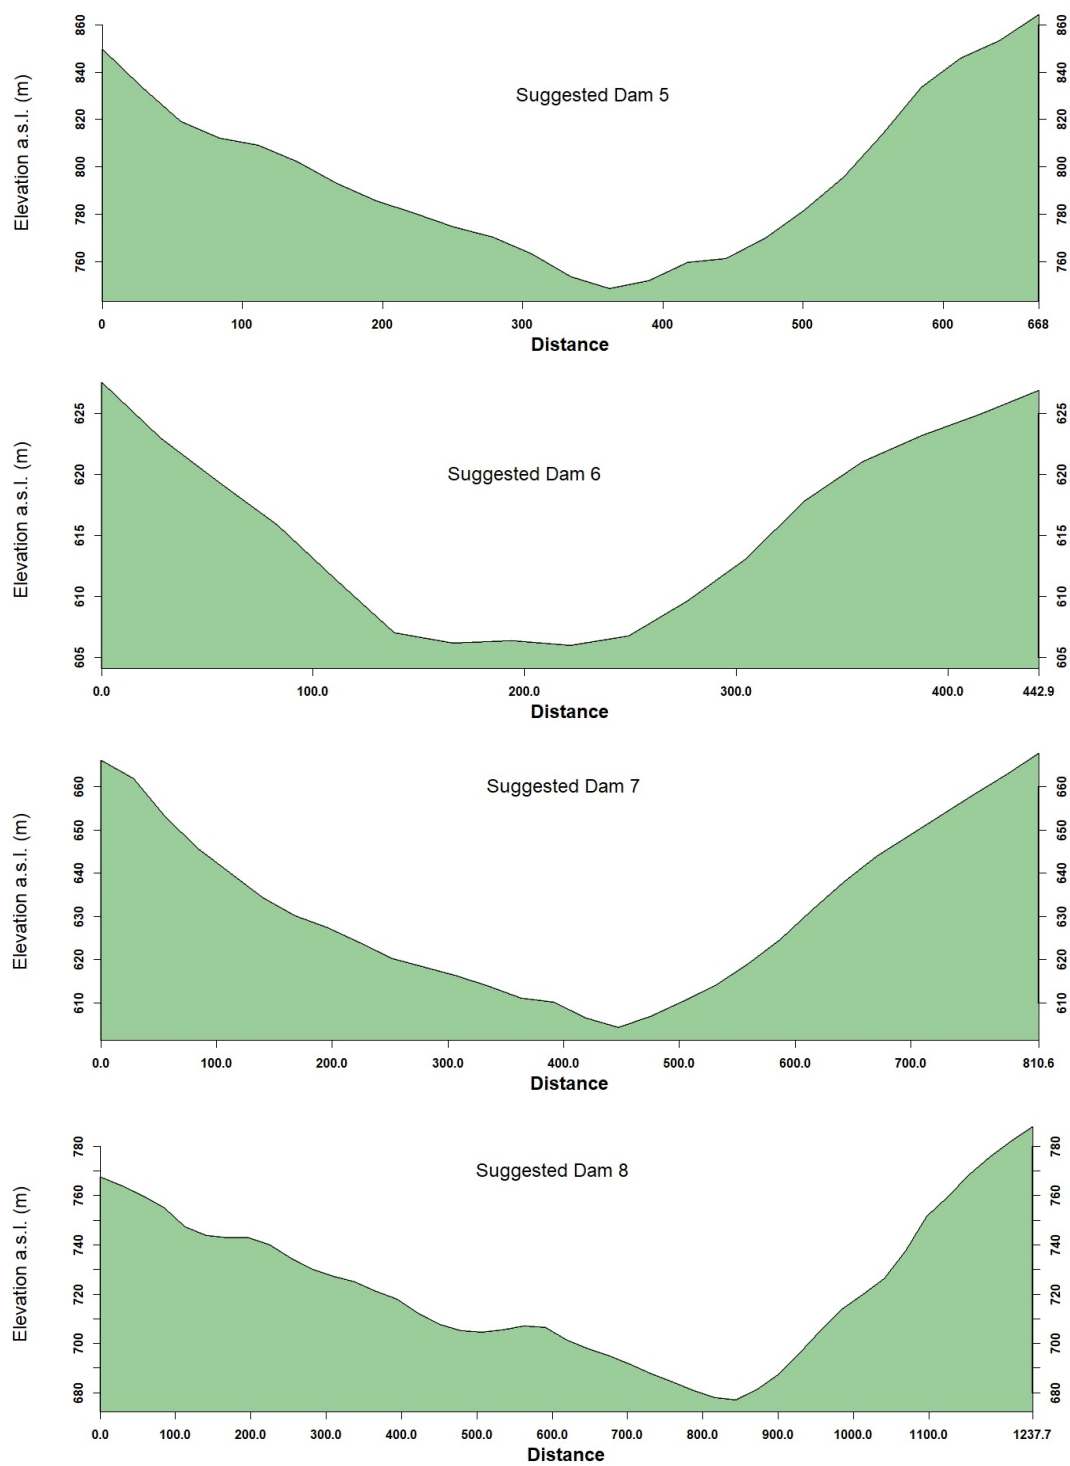 Suggested Dam 5
Elevation a.s.l. (m)
860
840
820
800
780
760
860
840
820
800
780
760
0 100 200 300 400 500 600 668
Distance
Suggested Dam 6
Elevation a.s.l. (m)
625
620
615
610
605
625
620
615
610
605
0.0 100.0 200.0 300.0 400.0 442.9
Distance
Suggested Dam 7
Elevation a.s.l. (m)
660
650
640
630
620
610
660
650
640
630
620
610
0.0 100.0 200.0 300.0 400.0 500.0 600.0 700.0 810.6
Distance
Suggested Dam 8
Elevation a.s.l. (m)
780
760
740
720
700
680
780
760
740
720
700
680
0.0 100.0 200.0 300.0 400.0 500.0 600.0 700.0 800.0 900.0 1000.0 1100.0 1237.7
Distance